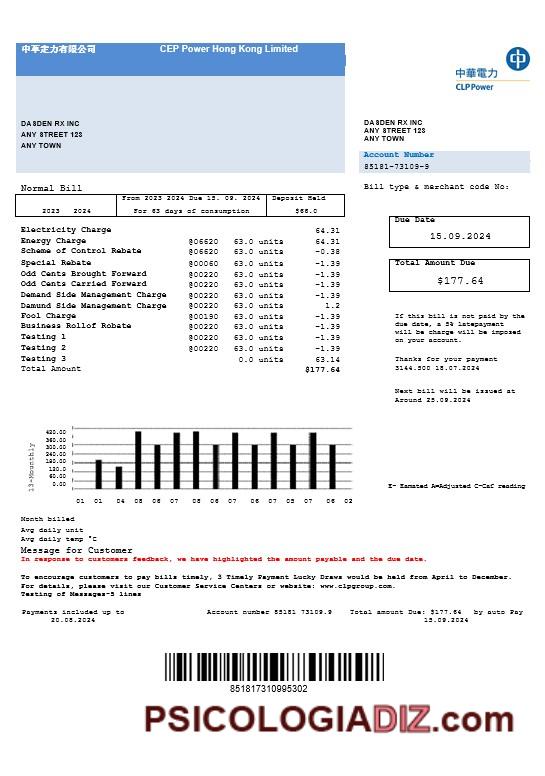 中革定力有限公司 CEP Power Hong Kong Limited
中華電力
CLP Power
DASDEN RX INC
ANY STREET 123
ANY TOWN
DASDEN RX INC
ANY STREET 123
ANY TOWN
Account Number
85181-73109-9
Normal Bill
Bill type & merchant code No:
From 2023 2024 Due 15. 09. 2024 Deposit Held
2023 2024 For 63 days of consumption $66.0
Due Date
15.09.2024
Total Amount Due
$177.64
Electricity Charge 64.31
Energy Charge @06620 63.0 units 64.31
Scheme of Control Rebate @06620 63.0 units -0.38
Special Rebate @00060 63.0 units -1.39
Odd Cents Brought Forward @00220 63.0 units -1.39
Odd Cents Carried Forward @00220 63.0 units -1.39
Demand Side Management Charge @00220 63.0 units -1.39
Damund Side Management Charge @00220 63.0 units 1.2
Fool Charge @00190 63.0 units -1.39
Business Rollof Robate @00220 63.0 units -1.39
Testing 1 @00220 63.0 units -1.39
Testing 2 @00220 63.0 units -1.39
Testing 3 0.0 units 63.14
Total Amount $177.64
If this bill is not paid by the
due date, a 5% latepayment
will be charge will be imposed
on your account.
Thanks for your payment
3144.500 18.07.2024
Next bill will be issued at
Around 25.09.2024
13-Mounthly
420.00
360.00
300.00
240.00
180.00
120.00
60.00
0.00
01 01 04 08 06 07 08 06 07 08 07 06 05 07 06 02
E- Eamated A=Adjusted C-CaC reading
Month billed
Avg daily unit
Avg daily temp °C
Message for Customer
In response to customers feedback, we have highlighted the amount payable and the due date.
To encourage customers to pay bills timely, 3 Timely Payment Lucky Draws would be held from April to December.
For details, please visit our Customer Service Centers or website: www.clpgroup.com.
Testing of Messages-5 lines
Payments included up to Account number 85181 73109.9 Total amount Due: $177.64 by auto Pay
20.08.2024 15.09.2024
851817310995302
PSICOLOGIADIZ.com